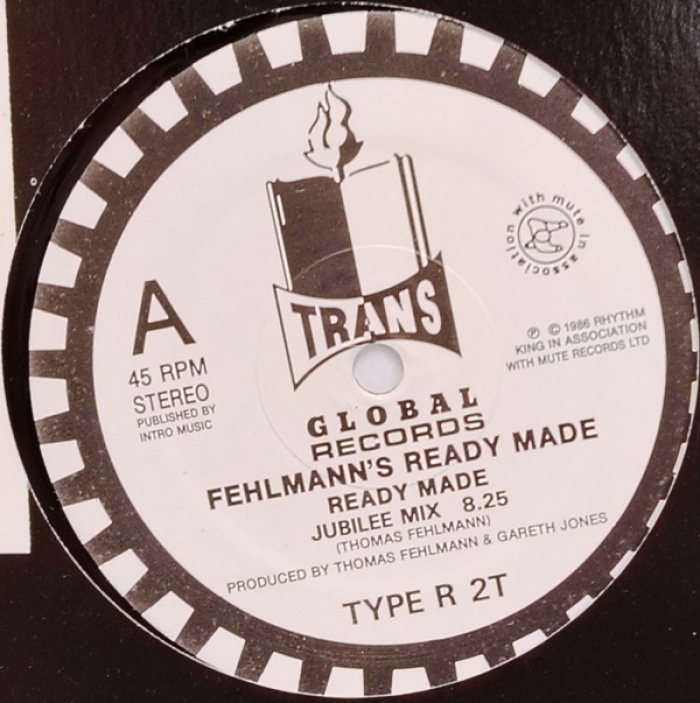 TRANS
with mute in association
A
45 RPM
STEREO
PUBLISHED BY
INTRO MUSIC
℗ © 1986 RHYTHM
KING IN ASSOCIATION
WITH MUTE RECORDS LTD
GLOBAL
RECORDS
FEHLMANN'S READY MADE
READY MADE
JUBILEE MIX 8.25
(THOMAS FEHLMANN)
PRODUCED BY THOMAS FEHLMANN & GARETH JONES
TYPE R 2T